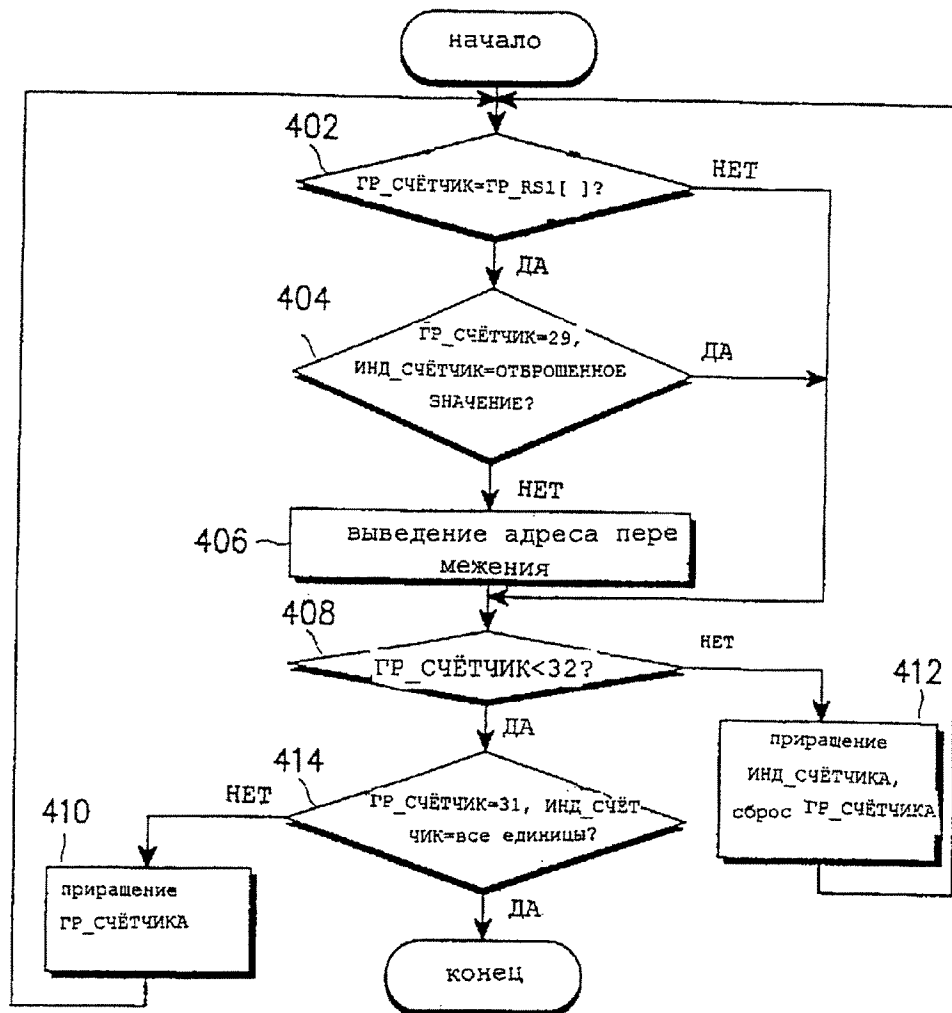 начало
402
ГР_СЧЁТЧИК=ГР_RS1[ ]?
НЕТ
ДА
404
ГР_СЧЁТЧИК=29,
ИНД_СЧЁТЧИК=ОТБРОШЕННОЕ
ЗНАЧЕНИЕ?
ДА
НЕТ
406
выведение адреса пере
межения
408
ГР_СЧЁТЧИК<32?
НЕТ
412
ДА
приращение
ИНД_СЧЁТЧИКА,
сброс ГР_СЧЁТЧИКА
414
НЕТ
ГР_СЧЁТЧИК=31, ИНД_СЧЁТ
ЧИК=все единицы?
410
приращение
ГР_СЧЁТЧИКА
ДА
конец